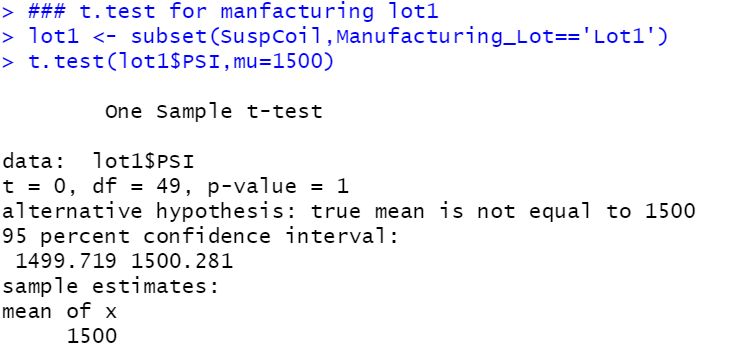 > ### t.test for manfacturing lot1
> lot1 <- subset(SuspCoil,Manufacturing_Lot=='Lot1')
> t.test(lot1$PSI,mu=1500)
One Sample t-test
data: lot1$PSI
t = 0, df = 49, p-value = 1
alternative hypothesis: true mean is not equal to 1500
95 percent confidence interval:
1499.719 1500.281
sample estimates:
mean of x
1500